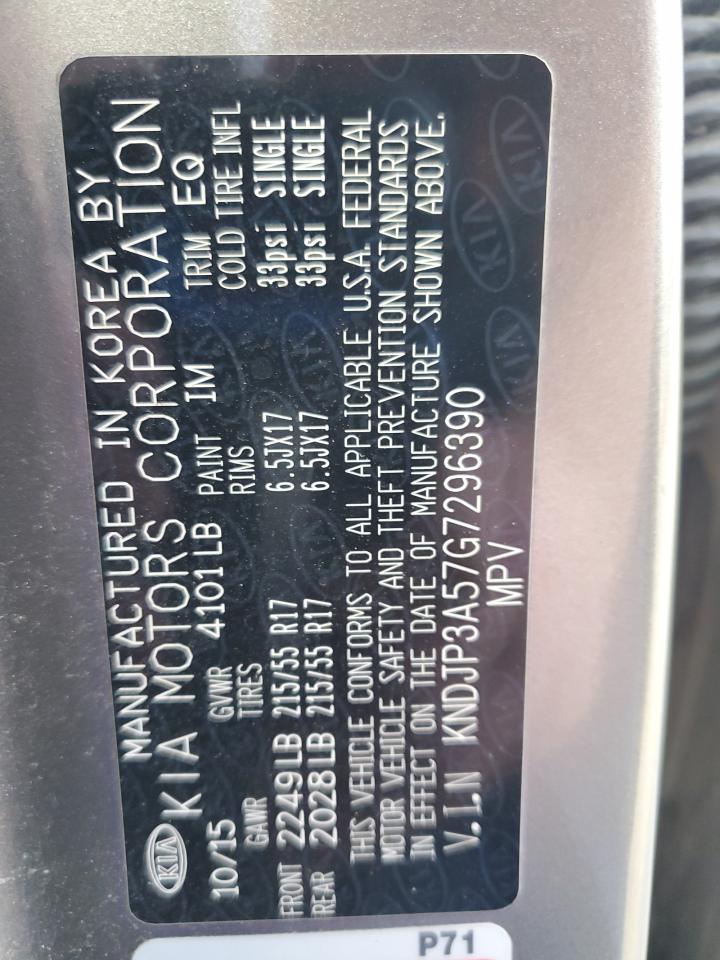 MANUFACTURED IN KOREA BY
KIA KIA MOTORS CORPORATION
10/15 GVWR 4101LB PAINT IM TRIM EQ
GAWR TIRES RIMS COLD TIRE INFL
FRONT 2249LB 215/55 R17 6.5JX17 33psi SINGLE
REAR 2028LB 215/55 R17 6.5JX17 33psi SINGLE
THIS VEHICLE CONFORMS TO ALL APPLICABLE U.S.A. FEDERAL
MOTOR VEHICLE SAFETY AND THEFT PREVENTION STANDARDS
IN EFFECT ON THE DATE OF MANUFACTURE SHOWN ABOVE.
V.I.N KNDJP3A57G7296390
MPV
P71